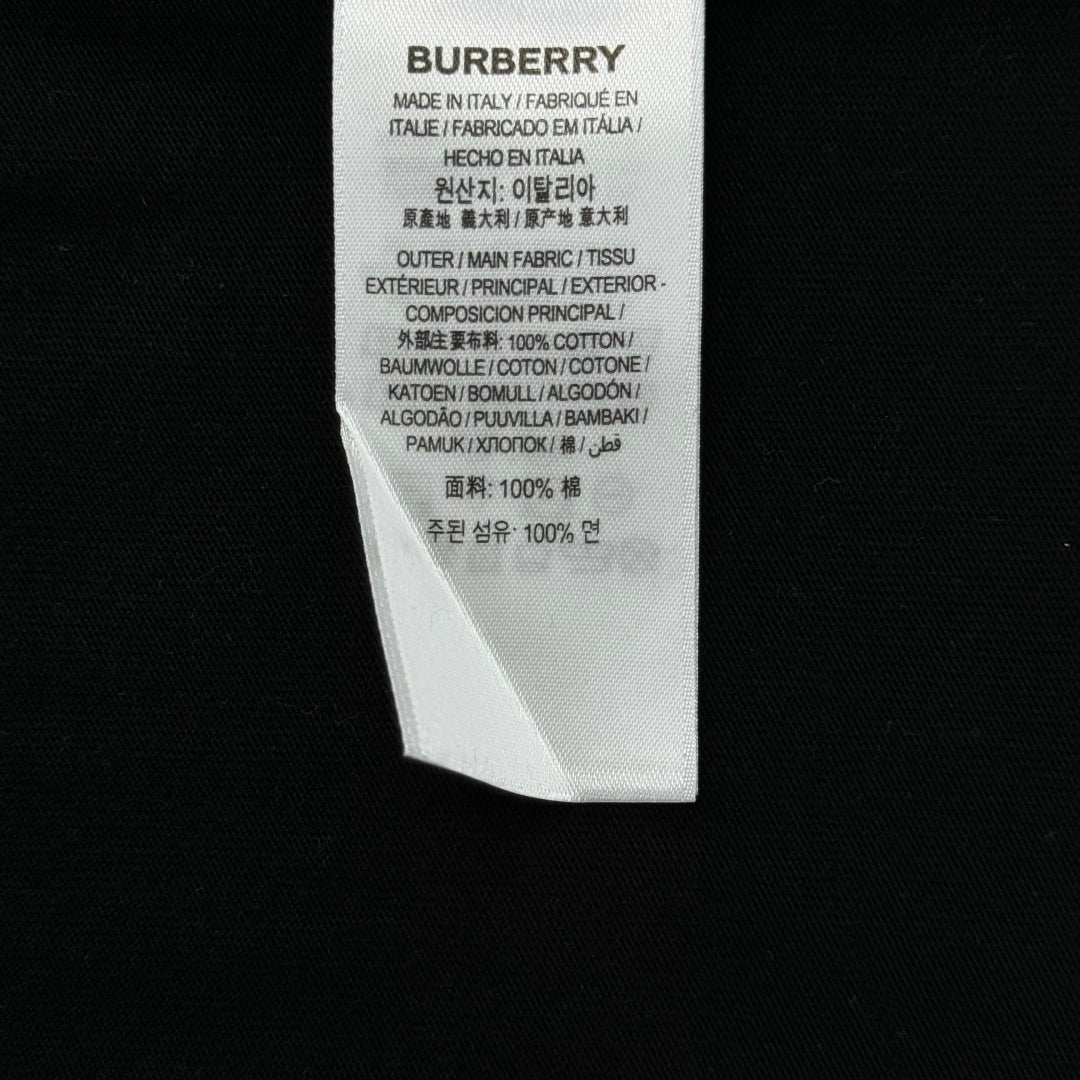 BURBERRY
MADE IN ITALY / FABRIQUÉ EN
ITALIE / FABRICADO EM ITÁLIA /
HECHO EN ITALIA
원산지: 이탈리아
原產地 義大利 / 原产地 意大利
OUTER / MAIN FABRIC / TISSU
EXTÉRIEUR / PRINCIPAL / EXTERIOR -
COMPOSICION PRINCIPAL /
外部主要布料: 100% COTTON /
BAUMWOLLE / COTON / COTONE /
KATOEN / BOMULL / ALGODÓN /
ALGODÃO / PUUVILLA / BAMBAKI /
PAMUK / ХЛОПОК / 棉 / قطن
面料: 100% 棉
주된 섬유: 100% 면